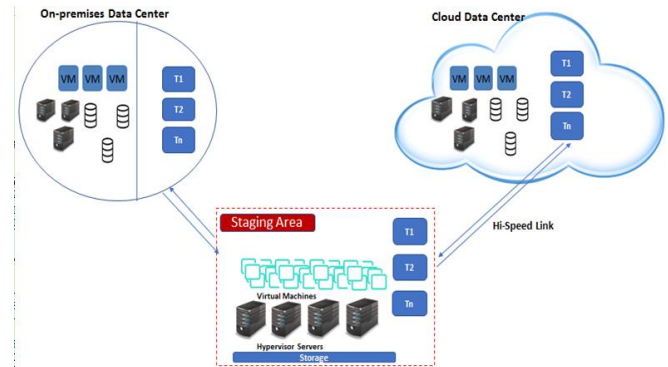 On-premises Data Center
Cloud Data Center
VM VM VM
T1
T2
Tn
VM VM VM
T1
T2
Tn
Staging Area
T1
T2
Tn
Hi-Speed Link
Virtual Machines
Hypervisor Servers
Storage